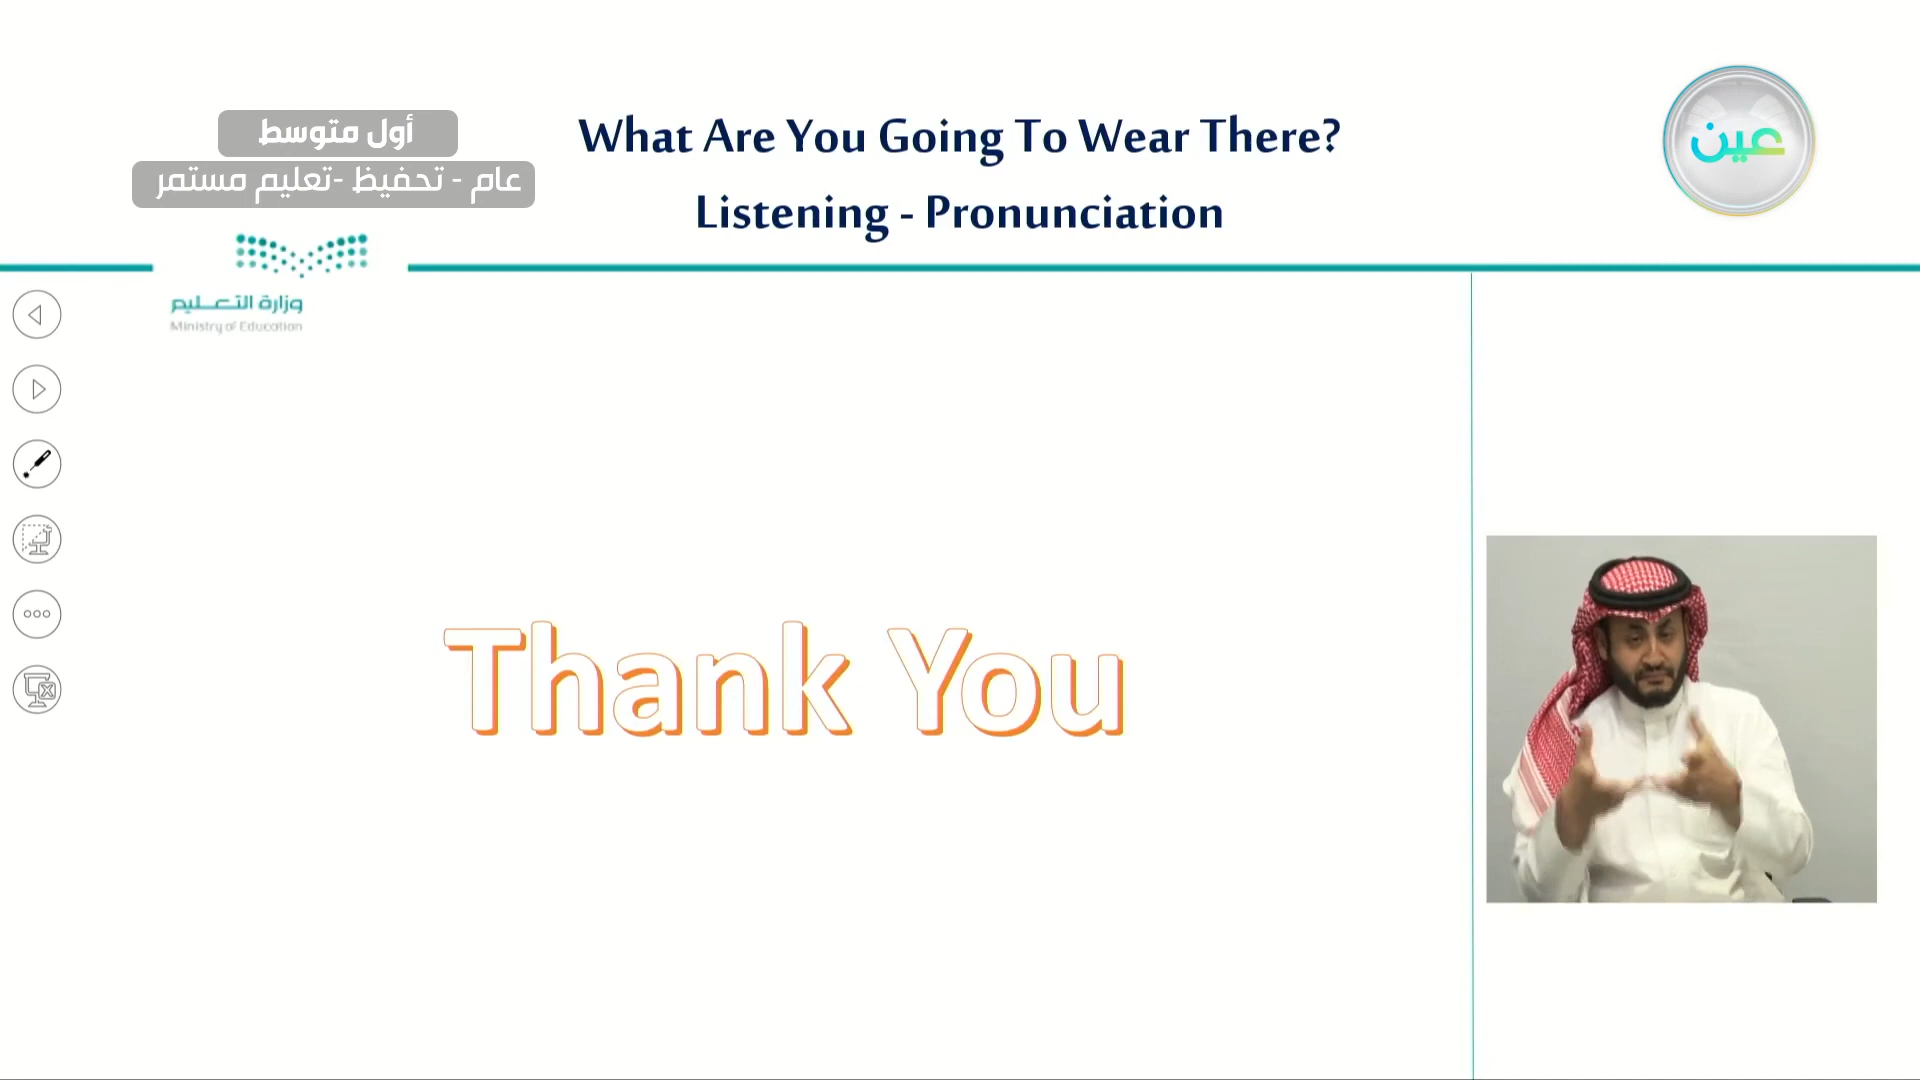 أول متوسط
عام - تحفيظ -تعليم مستمر
What Are You Going To Wear There?
Listening - Pronunciation
عين
وزارة التعليم
Ministry of Education
Thank You